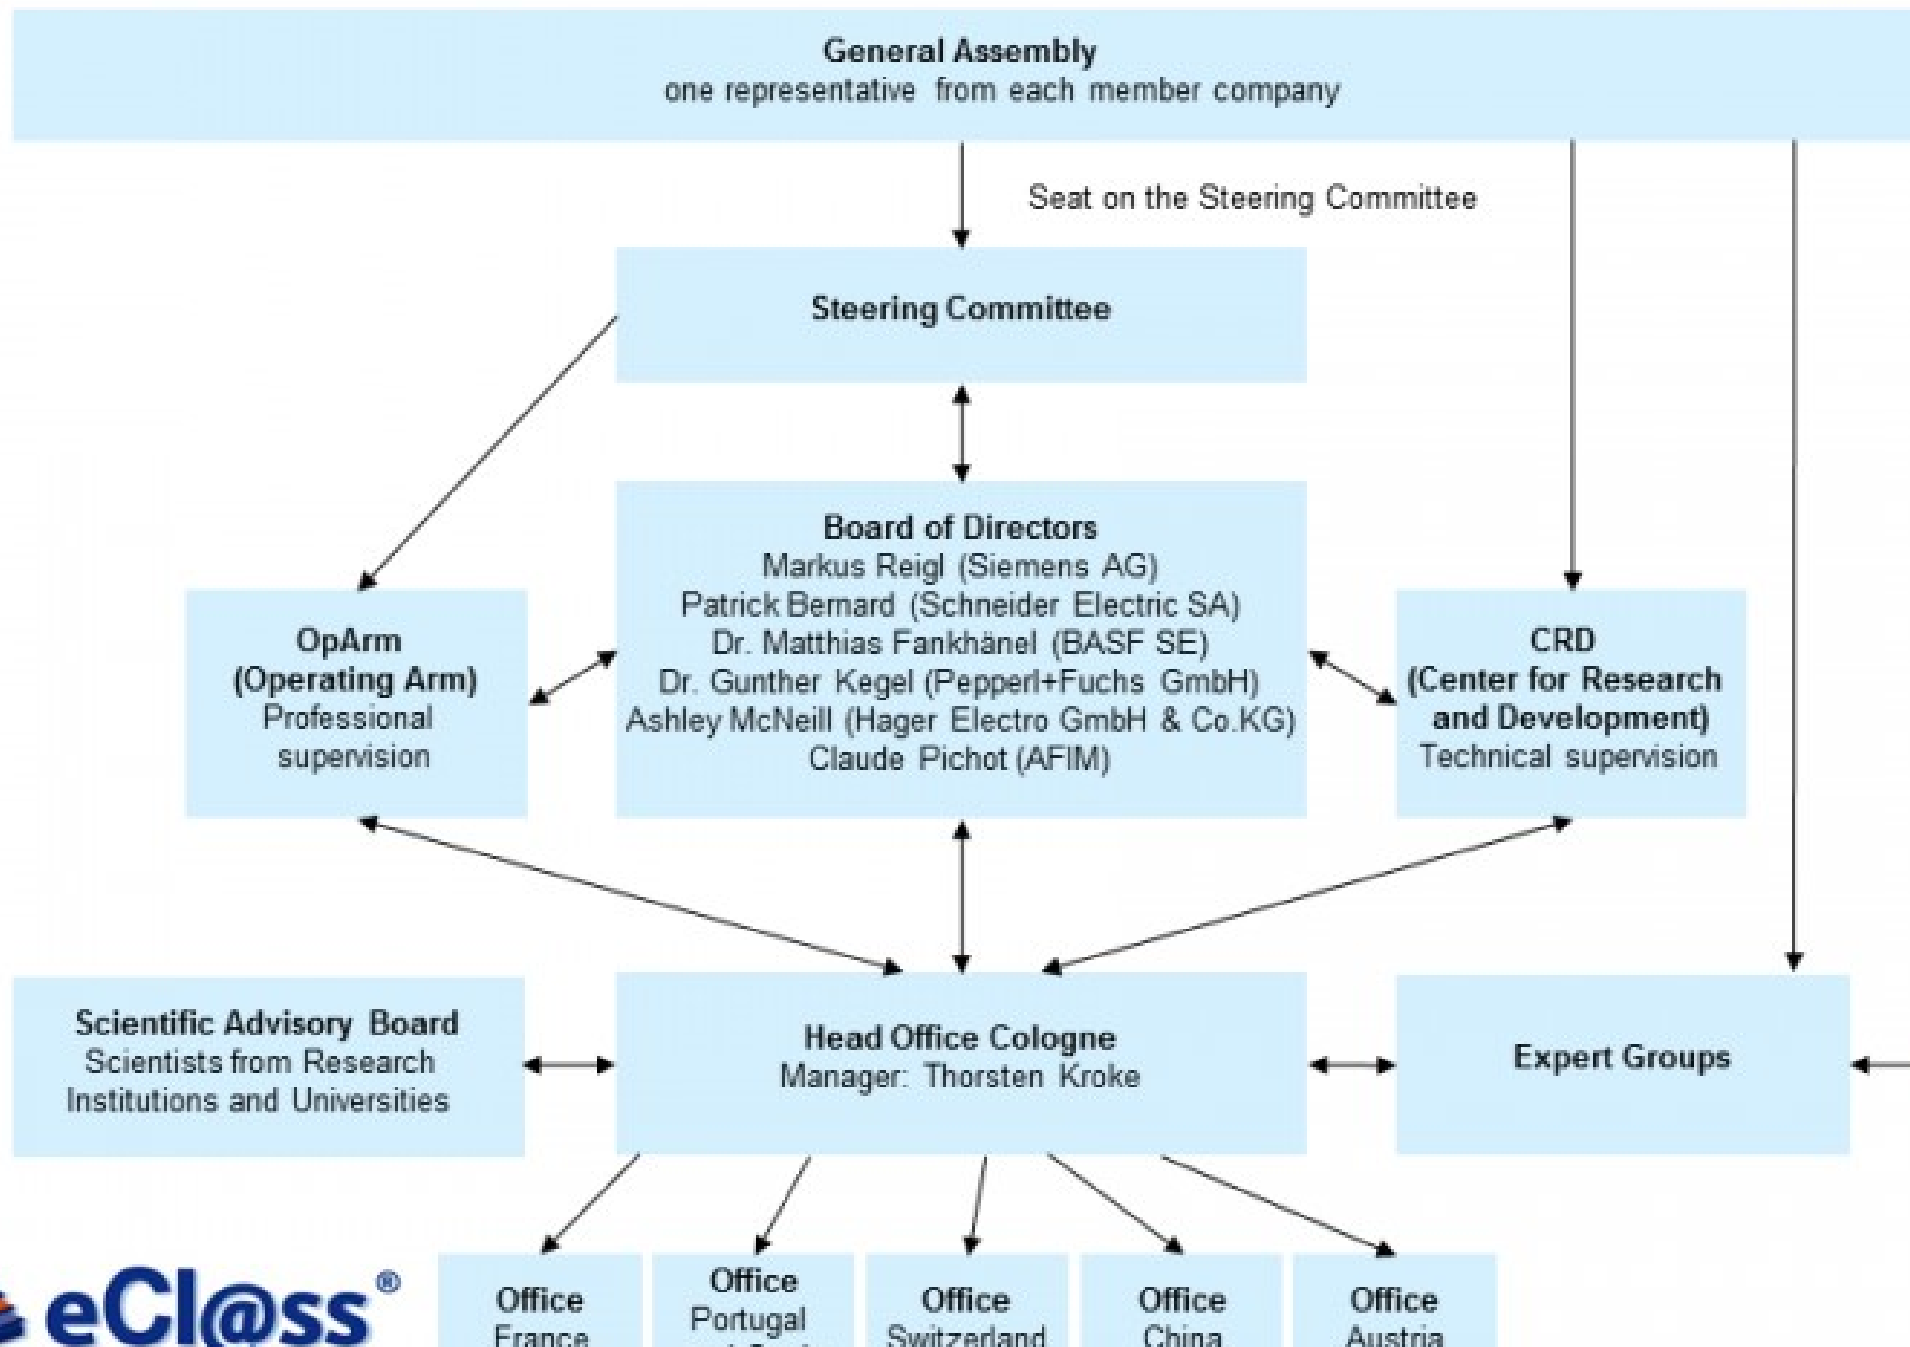 General Assembly
one representative from each member company
Seat on the Steering Committee
Steering Committee
Board of Directors
Markus Reigl (Siemens AG)
Patrick Bernard (Schneider Electric SA)
Dr. Matthias Fankhänel (BASF SE)
Dr. Gunther Kegel (Pepperl+Fuchs GmbH)
Ashley McNeill (Hager Electro GmbH & Co.KG)
Claude Pichot (AFIM)
OpArm
(Operating Arm)
Professional
supervision
CRD
(Center for Research
and Development)
Technical supervision
Scientific Advisory Board
Scientists from Research
Institutions and Universities
Head Office Cologne
Manager: Thorsten Kroke
Expert Groups
eCl@ss®
Office
France
Office
Portugal
Office
Switzerland
Office
China
Office
Austria